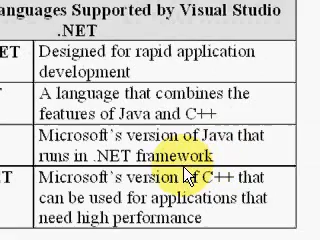 anguages Supported by Visual Studio
.NET
ET Designed for rapid application
development
A language that combines the
features of Java and C++
Microsoft's version of Java that
runs in .NET framework
ET Microsoft's version of C++ that
can be used for applications that
need high performance